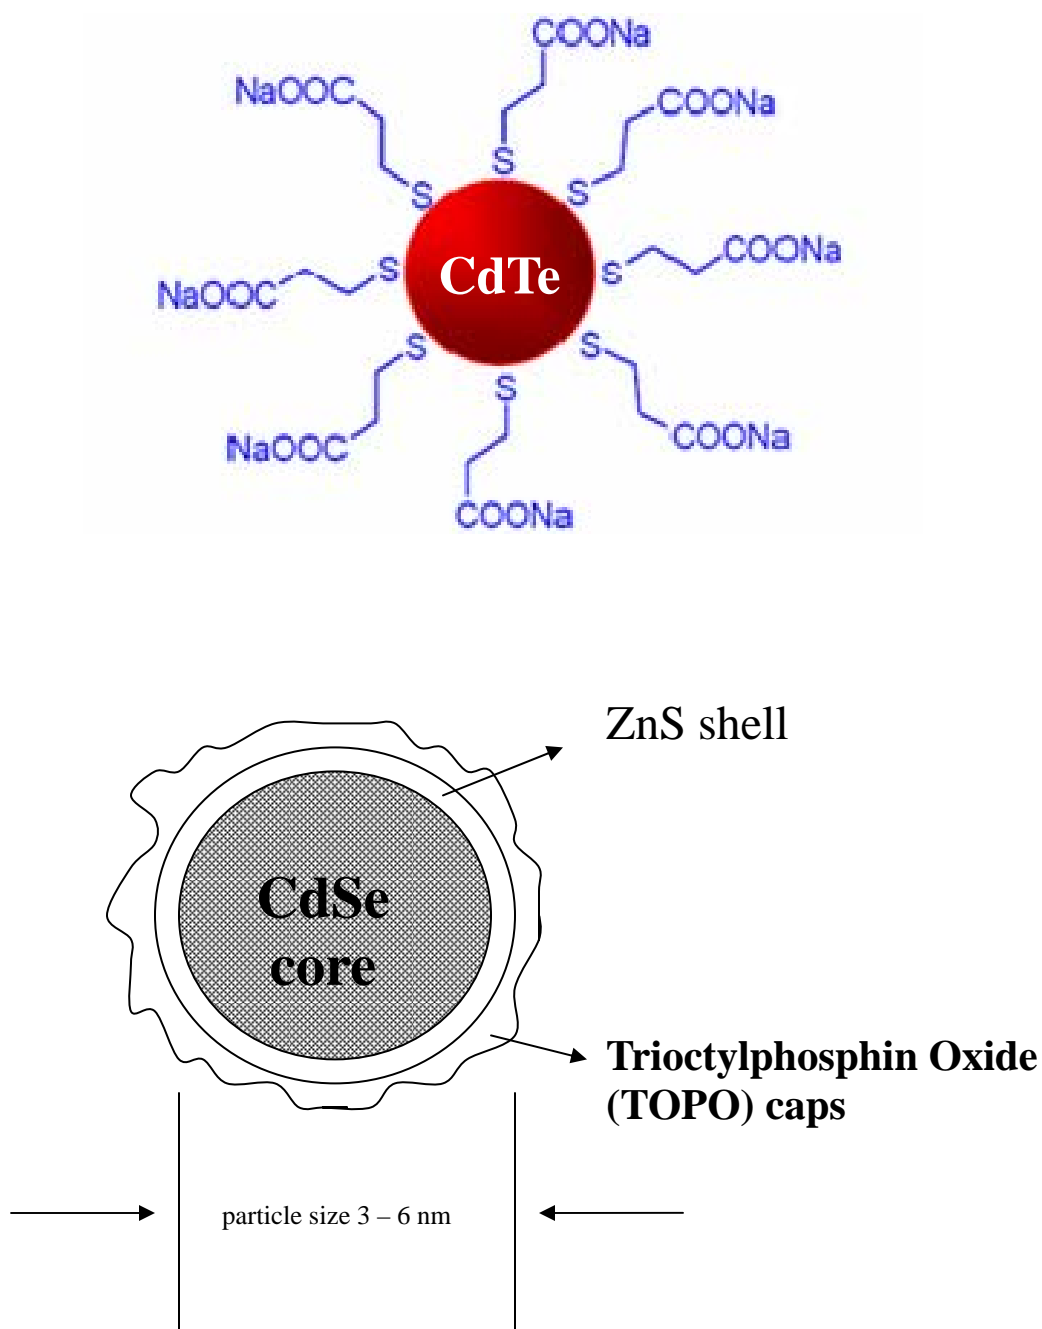 COONa
NaOOC
COONa
S
S
S
CdTe
S
S
COONa
NaOOC
S
S
S
NaOOC
COONa
COONa
ZnS shell
CdSe
core
Trioctylphosphin Oxide
(TOPO) caps
particle size 3 – 6 nm